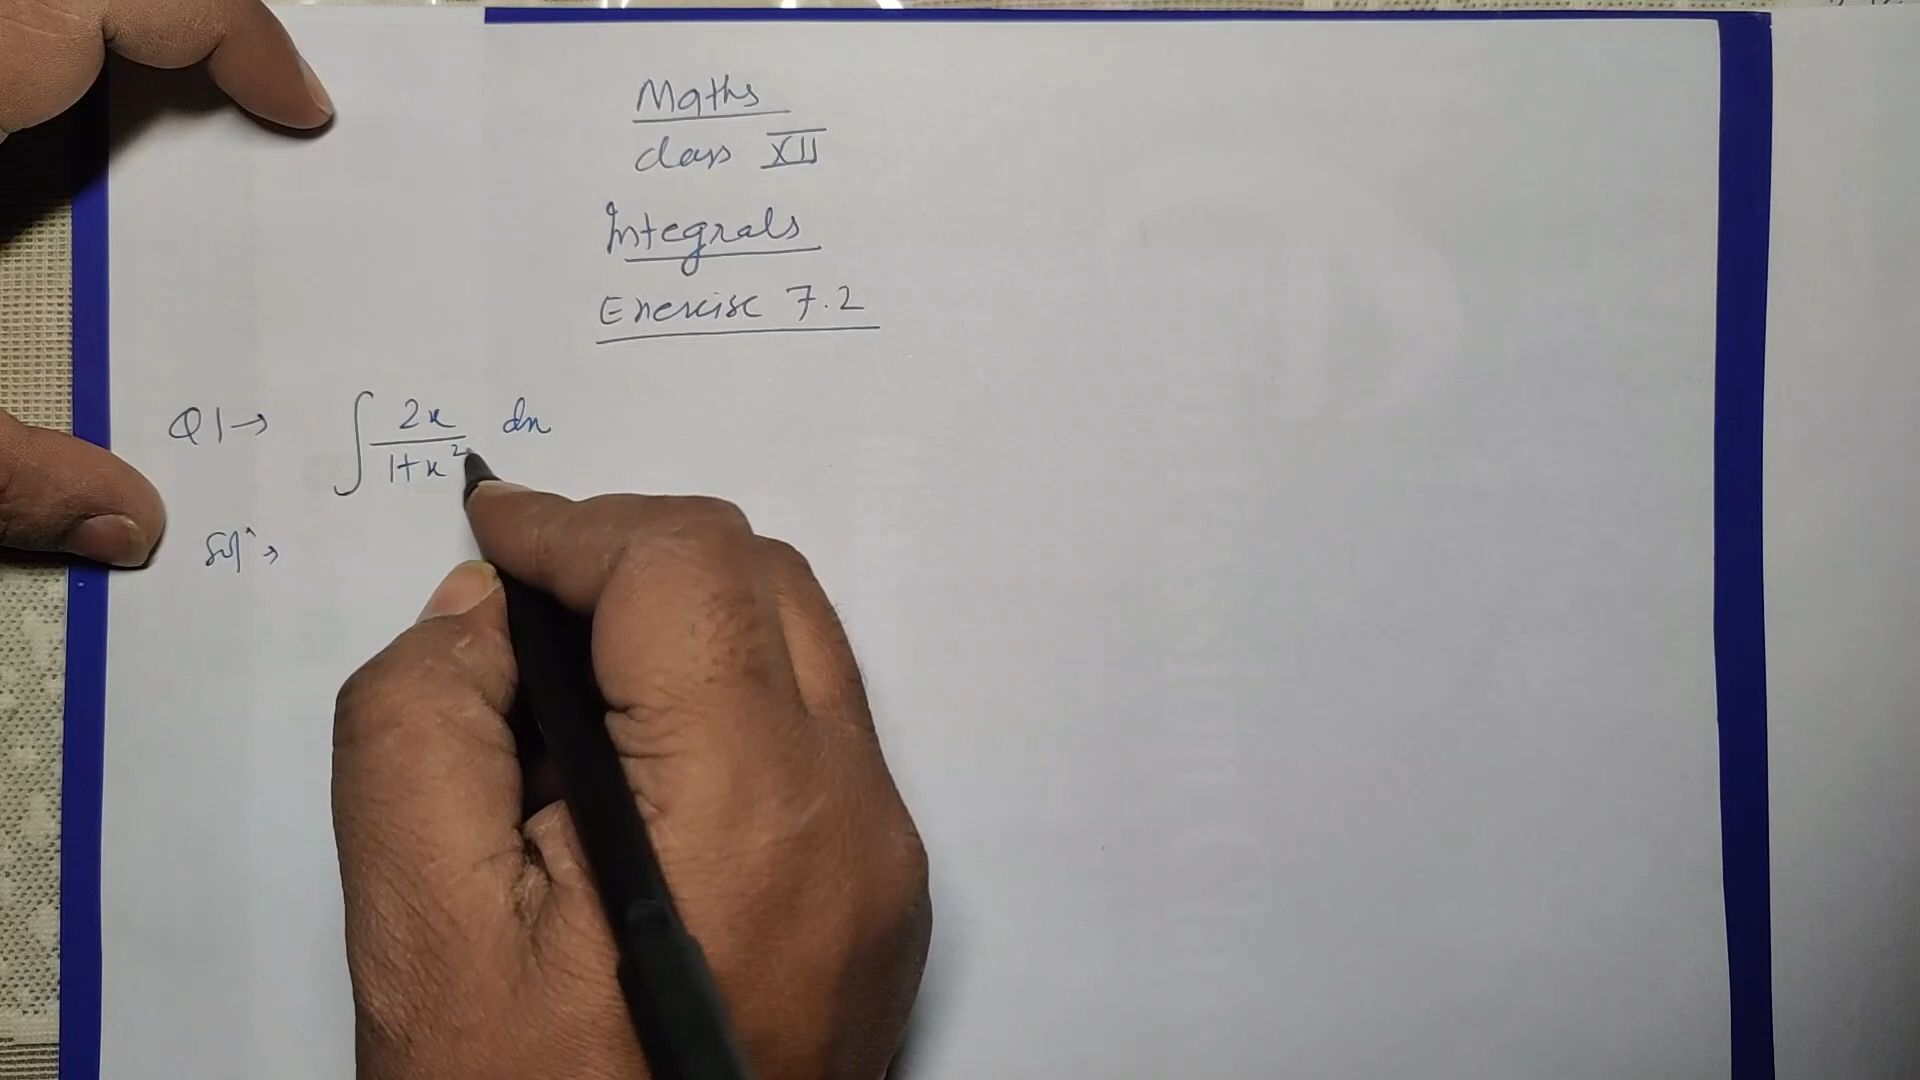 Maths
class XII
Integrals
Exercise 7.2
Q1→ ∫ 2x/(1+x²) dx
Solⁿ→